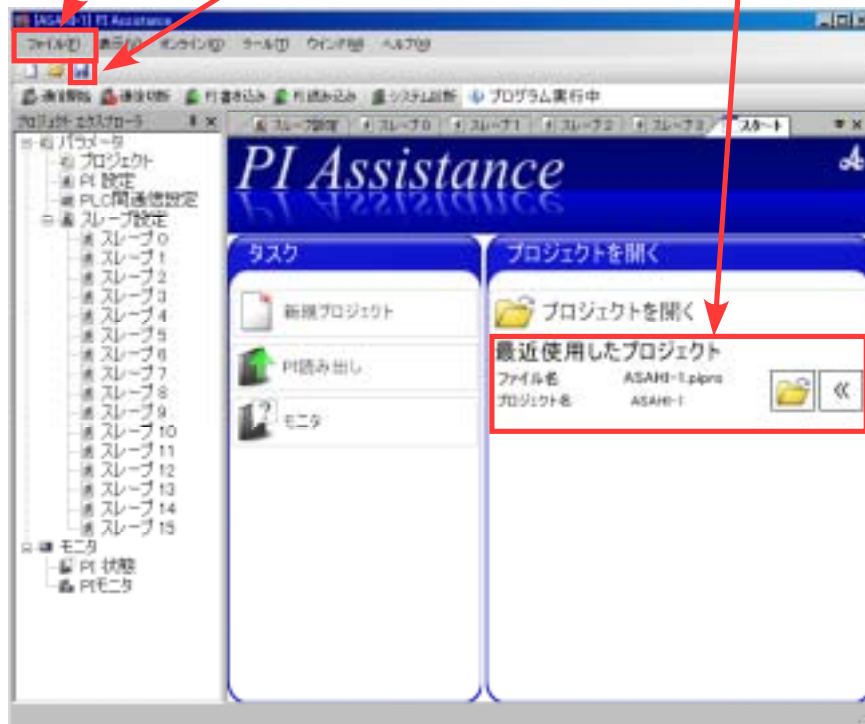 [ASAHI-1] PI Assistance
ファイル(F) 表示(V) オンライン(O) ツール(T) ウインドウ(W) ヘルプ(H)
通信開始 通信切断 PI書き込み PI読み込み システム診断 プログラム実行中
プロジェクト エクスプローラ
スレーブ設定 スレーブ0 スレーブ1 スレーブ2 スレーブ3 スタート
パラメータ
プロジェクト
PI 設定
PLC間通信設定
スレーブ設定
スレーブ 0
スレーブ 1
スレーブ 2
スレーブ 3
スレーブ 4
スレーブ 5
スレーブ 6
スレーブ 7
スレーブ 8
スレーブ 9
スレーブ 10
スレーブ 11
スレーブ 12
スレーブ 13
スレーブ 14
スレーブ 15
モニタ
PI 状態
PIモニタ
PI Assistance
タスク
新規プロジェクト
PI読み出し
モニタ
プロジェクトを開く
プロジェクトを開く
最近使用したプロジェクト
ファイル名 ASAHI-1.pipro
プロジェクト名 ASAHI-1